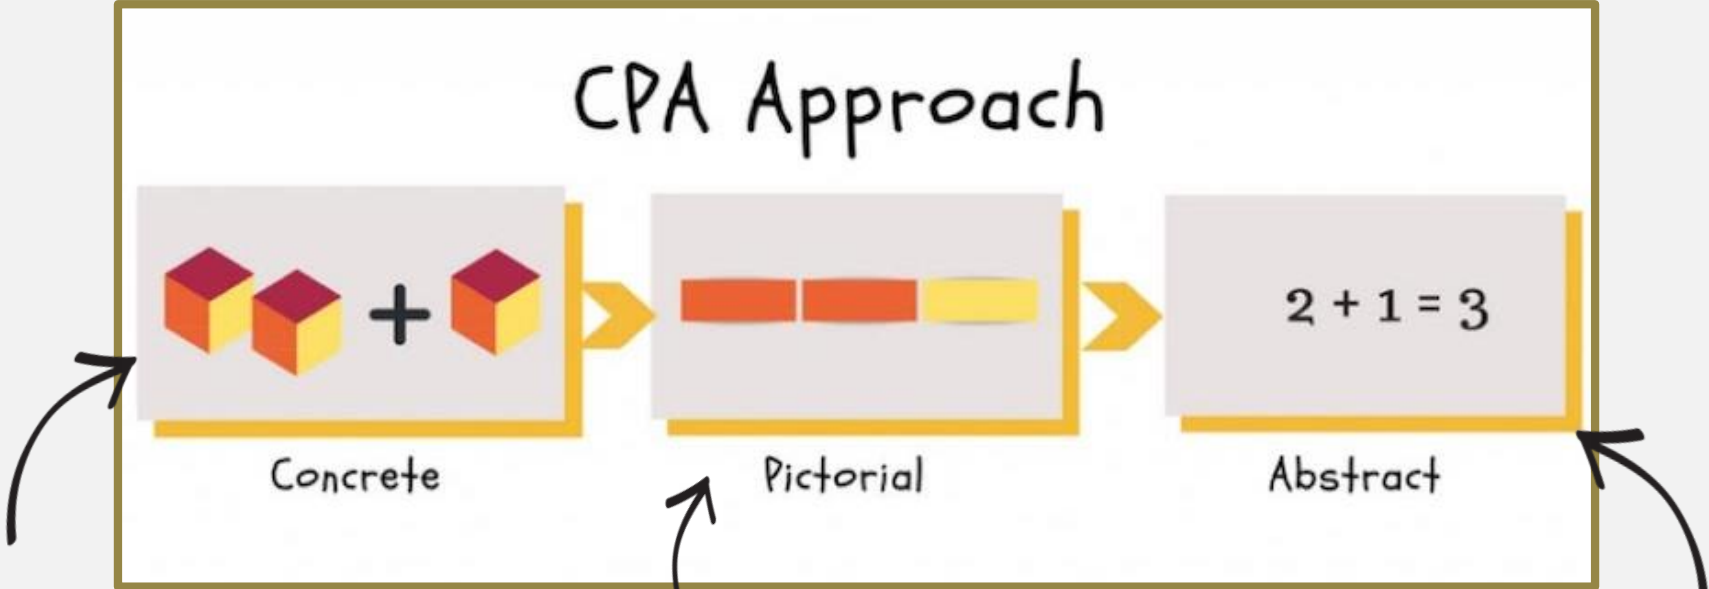 CPA Approach
+
2 + 1 = 3
Concrete
Pictorial
Abstract